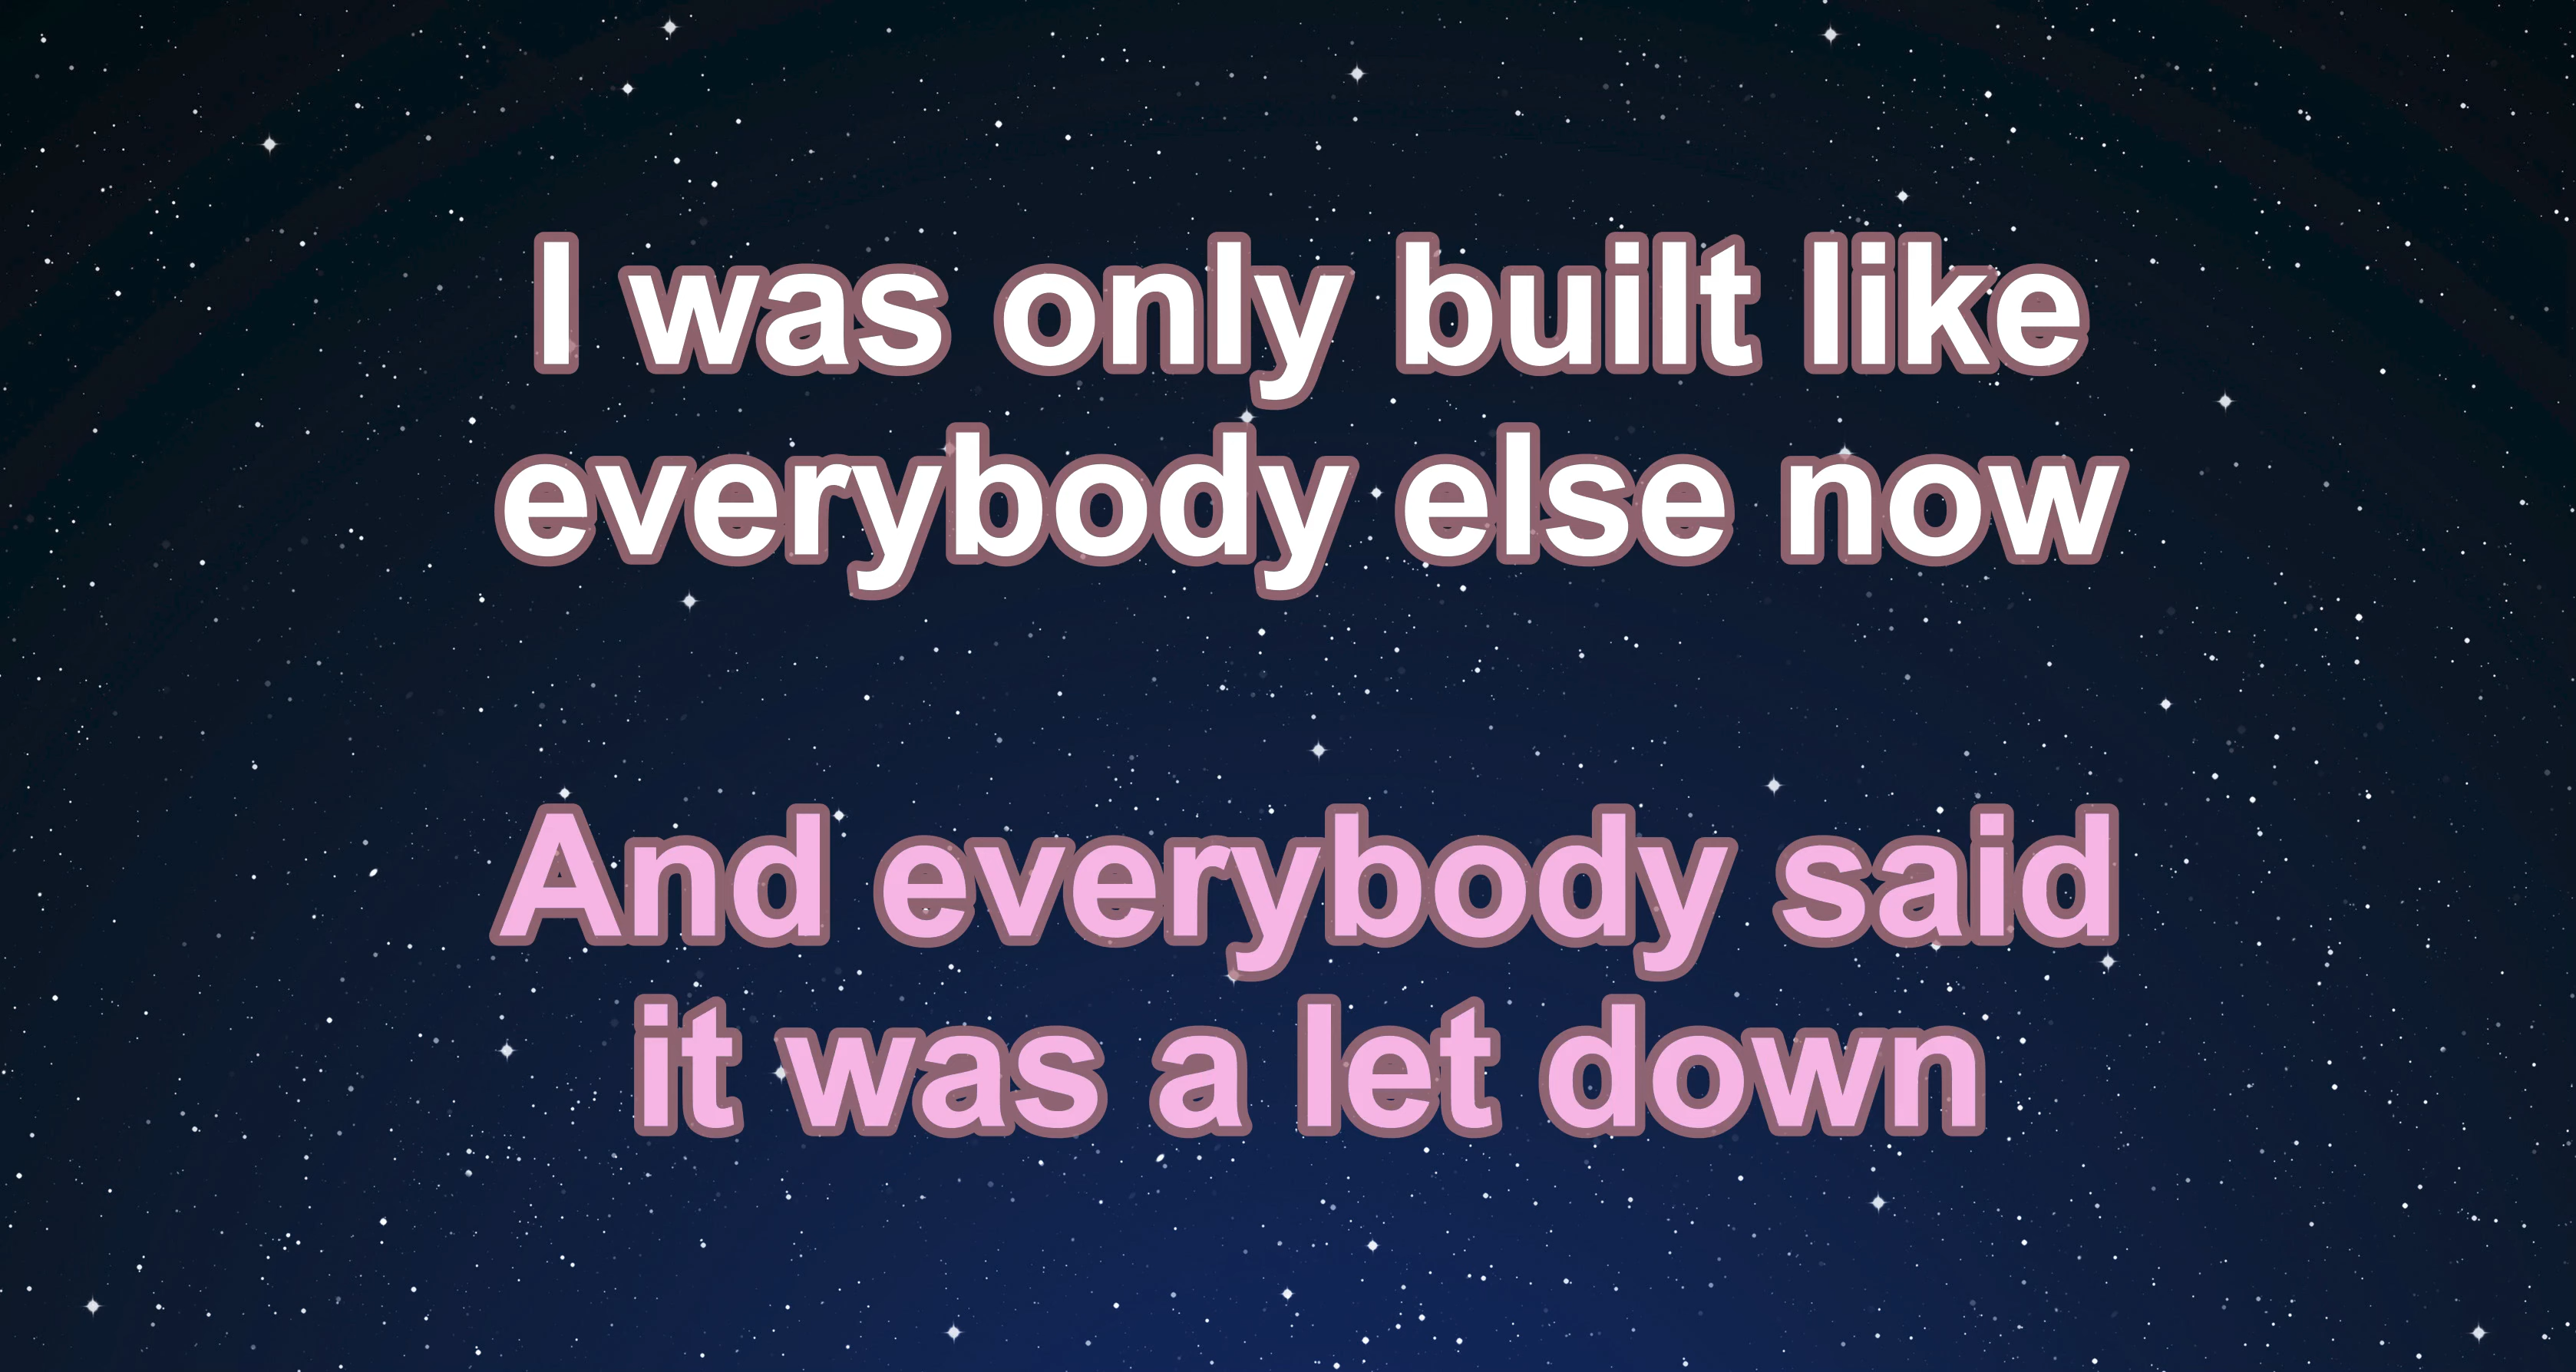 I was only built like
everybody else now
And everybody said
it was a let down